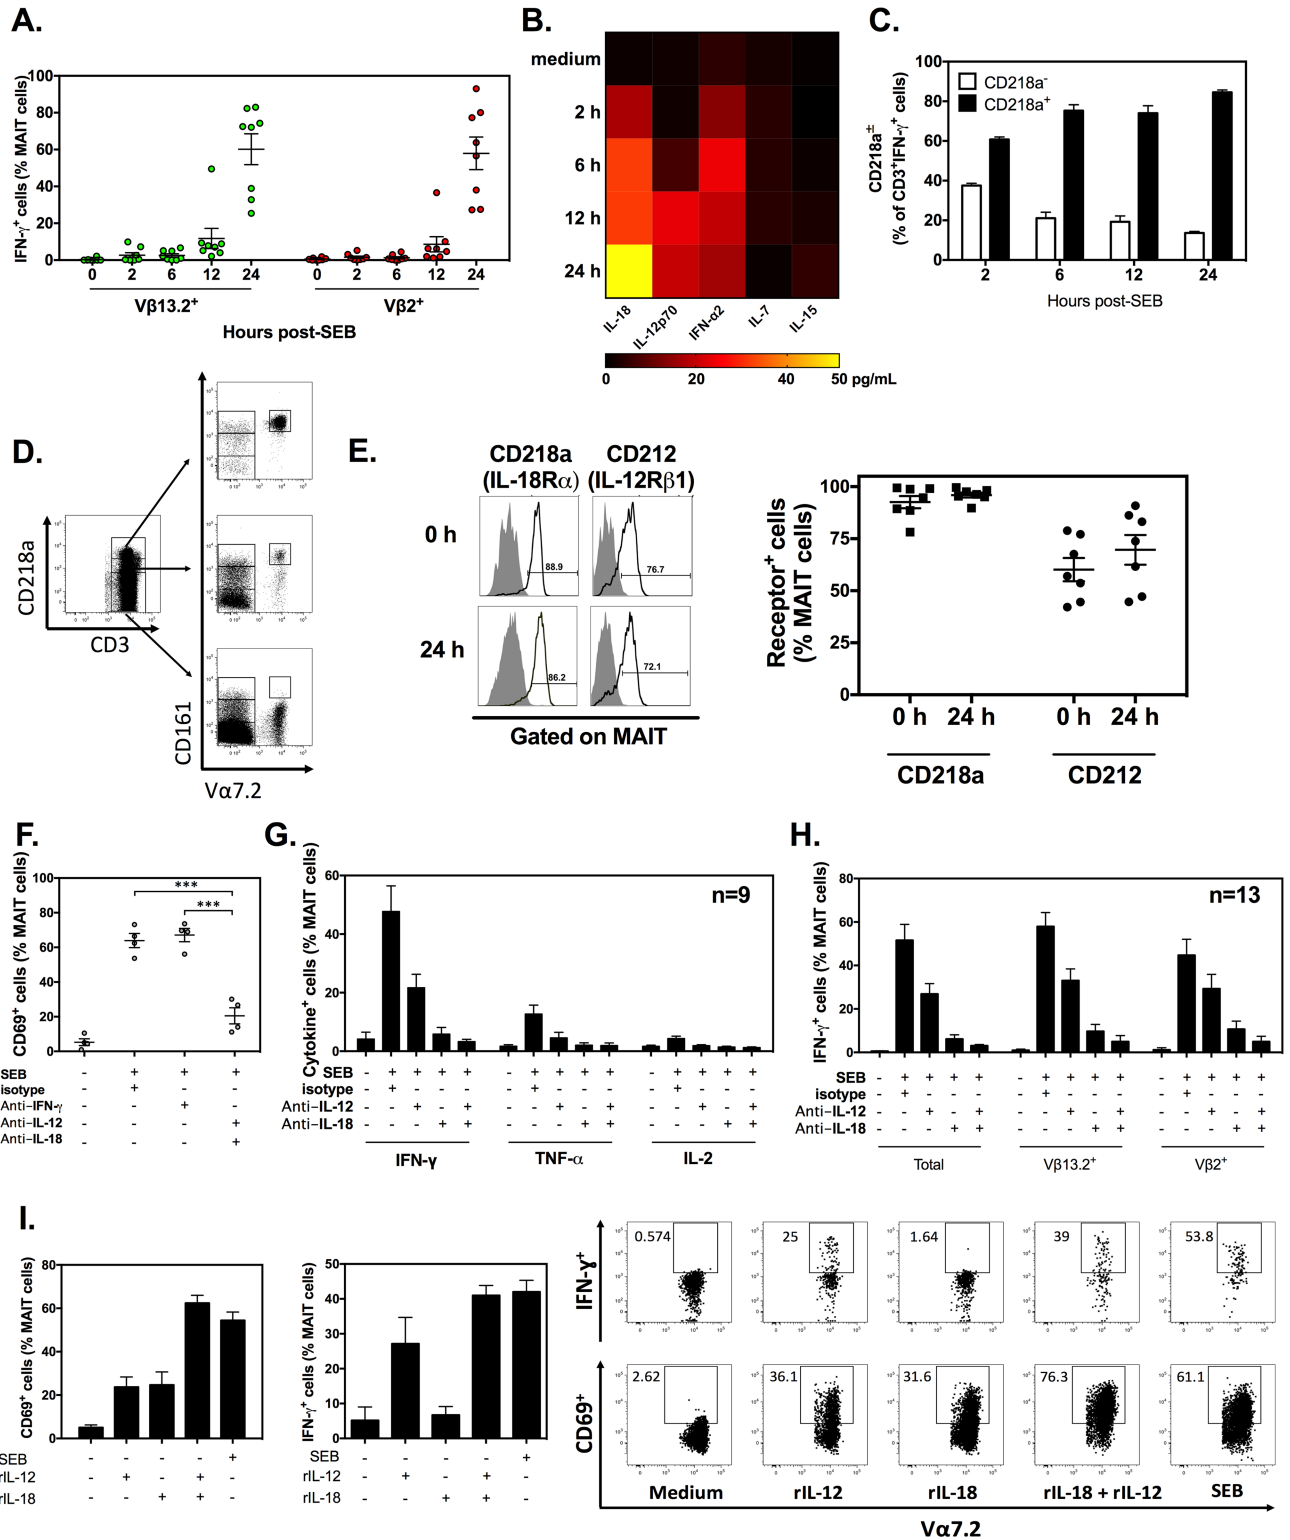 A.
IFN-γ⁺ cells (% MAIT cells)
100
80
60
40
20
0
0 2 6 12 24 0 2 6 12 24
Vβ13.2⁺ Vβ2⁺
Hours post-SEB
B.
medium
2 h
6 h
12 h
24 h
IL-18 IL-12p70 IFN-α2 IL-7 IL-15
0 20 40 50 pg/mL
C.
CD218a±
(% of CD3⁺IFN-γ⁺ cells)
100
80
60
40
20
0
CD218a⁻
CD218a⁺
2 6 12 24
Hours post-SEB
D.
CD218a
CD3
CD161
Vα7.2
E.
CD218a CD212
(IL-18Rα) (IL-12Rβ1)
0 h
88.9 76.7
24 h
86.2 72.1
Gated on MAIT
Receptor⁺ cells
(% MAIT cells)
100
75
50
25
0
0 h 24 h 0 h 24 h
CD218a CD212
F.
CD69⁺ cells (% MAIT cells)
100
80
60
40
20
0
***
***
SEB - + + +
isotype - + - -
Anti-IFN-γ - - + -
Anti-IL-12 - - - +
Anti-IL-18 - - - +
G.
Cytokine⁺ cells (% MAIT cells)
60
40
20
0
n=9
SEB - + + + + - + + + + - + + + +
isotype - + - - - - + - - - - + - - -
Anti-IL-12 - - + - + - - + - + - - + - +
Anti-IL-18 - - - + + - - - + + - - - + +
IFN-γ TNF-α IL-2
H.
IFN-γ⁺ cells (% MAIT cells)
80
60
40
20
0
n=13
SEB - + + + + - + + + + - + + + +
isotype - + - - - - + - - - - + - - -
Anti-IL-12 - - + - + - - + - + - - + - +
Anti-IL-18 - - - + + - - - + + - - - + +
Total Vβ13.2⁺ Vβ2⁺
I.
CD69⁺ cells (% MAIT cells)
80
60
40
20
0
SEB - - - - +
rIL-12 - + - + -
rIL-18 - - + + -
IFN-γ⁺ cells (% MAIT cells)
50
40
30
20
10
0
SEB - - - - +
rIL-12 - + - + -
rIL-18 - - + + -
IFN-γ⁺
0.574 25 1.64 39 53.8
CD69⁺
2.62 36.1 31.6 76.3 61.1
Medium rIL-12 rIL-18 rIL-18 + rIL-12 SEB
Vα7.2